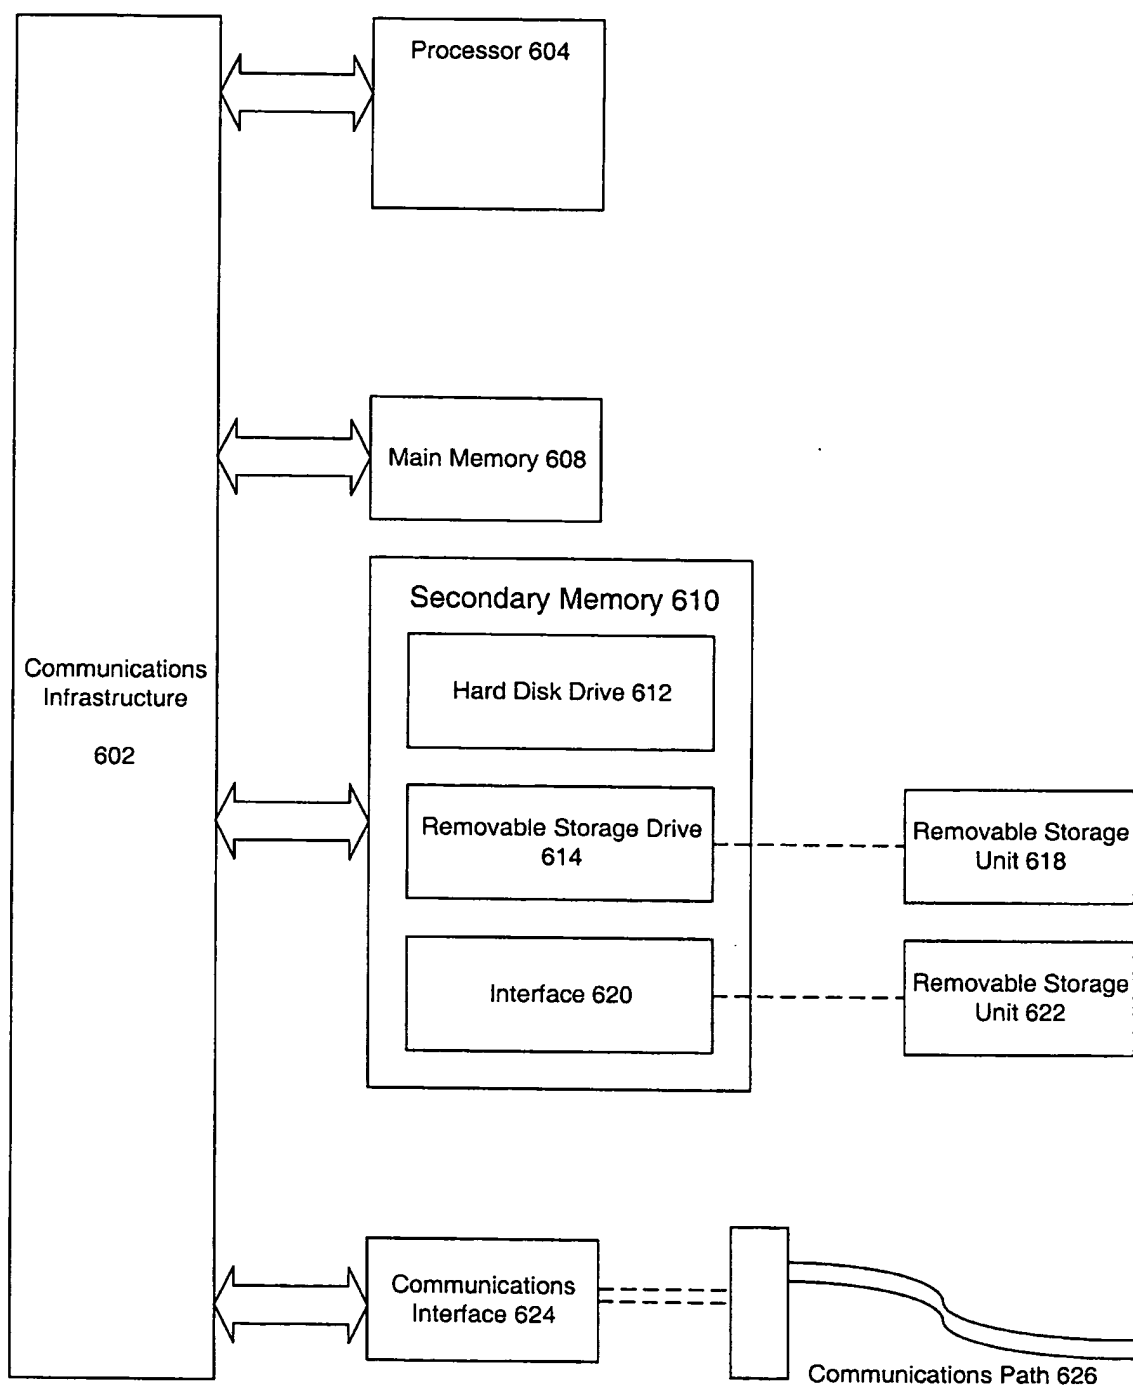 Processor 604
Main Memory 608
Secondary Memory 610
Hard Disk Drive 612
Communications
Infrastructure
602
Removable Storage Drive
614
Removable Storage
Unit 618
Interface 620
Removable Storage
Unit 622
Communications
Interface 624
Communications Path 626